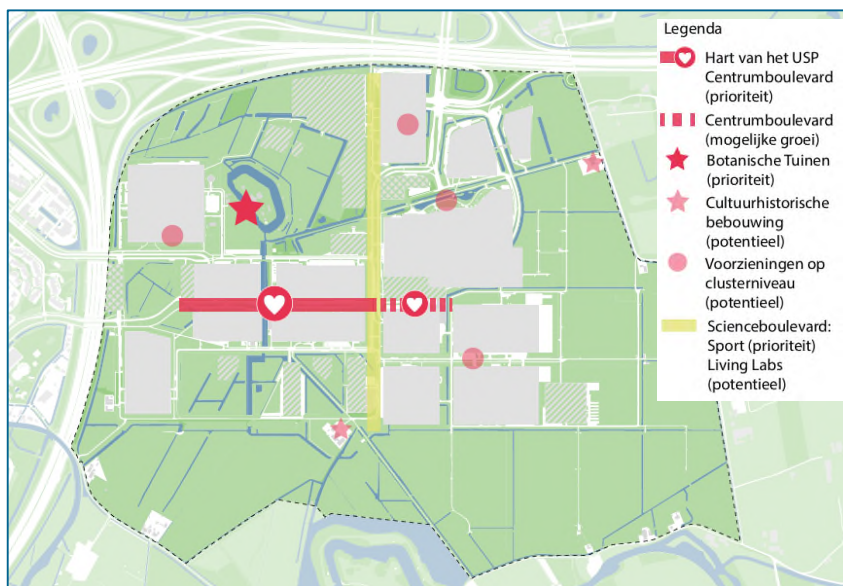 Legenda
Hart van het USP
Centrumboulevard
(prioriteit)
Centrumboulevard
(mogelijke groei)
Botanische Tuinen
(prioriteit)
Cultuurhistorische
bebouwing
(potentieel)
Voorzieningen op
clusterniveau
(potentieel)
Scienceboulevard:
Sport (prioriteit)
Living Labs
(potentieel)